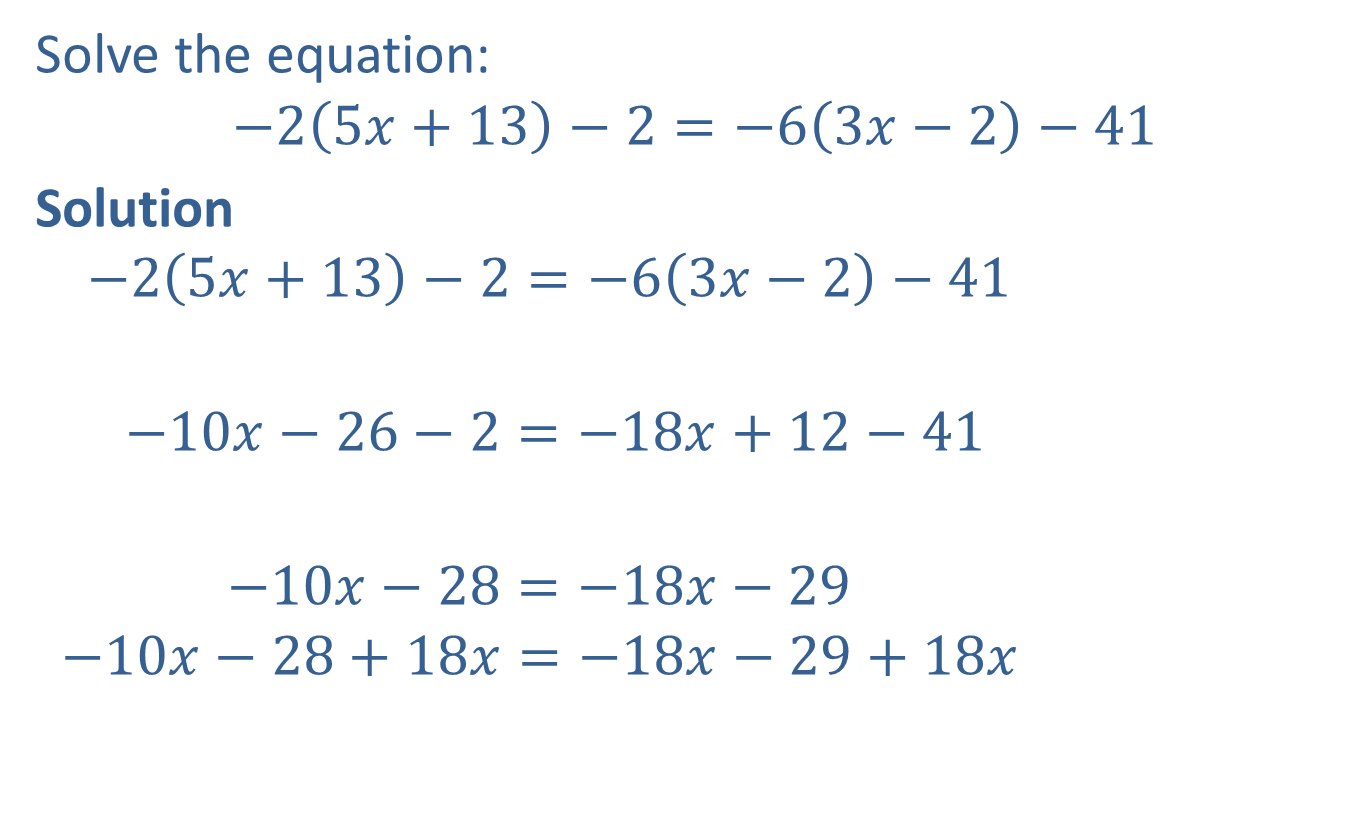 Solve the equation:
−2(5x + 13) − 2 = −6(3x − 2) − 41
Solution
−2(5x + 13) − 2 = −6(3x − 2) − 41
−10x − 26 − 2 = −18x + 12 − 41
−10x − 28 = −18x − 29
−10x − 28 + 18x = −18x − 29 + 18x